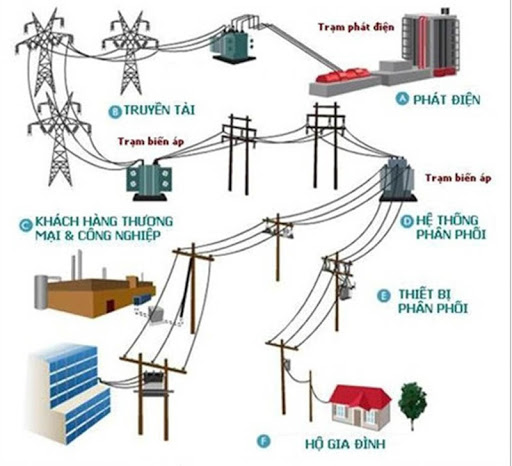 Trạm phát điện
A PHÁT ĐIỆN
B TRUYỀN TẢI
Trạm biến áp
Trạm biến áp
C KHÁCH HÀNG THƯƠNG
MẠI & CÔNG NGHIỆP
D HỆ THỐNG
PHÂN PHỐI
E THIẾT BỊ
PHÂN PHỐI
F HỘ GIA ĐÌNH